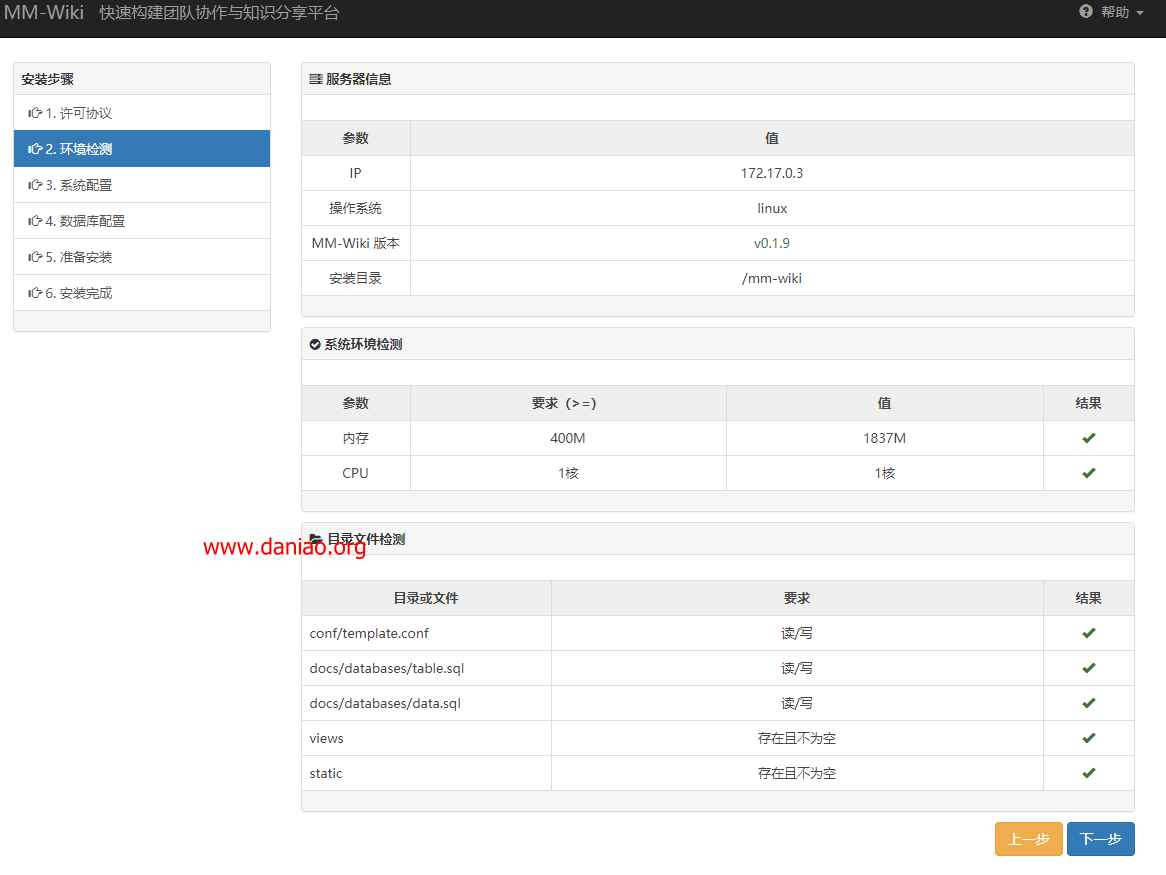 MM-Wiki 快速构建团队协作与知识分享平台
帮助
安装步骤
1. 许可协议
2. 环境检测
3. 系统配置
4. 数据库配置
5. 准备安装
6. 安装完成
服务器信息
参数 值
IP 172.17.0.3
操作系统 linux
MM-Wiki 版本 v0.1.9
安装目录 /mm-wiki
系统环境检测
参数 要求（>=） 值 结果
内存 400M 1837M
CPU 1核 1核
目录文件检测
www.daniao.org
目录或文件 要求 结果
conf/template.conf 读/写
docs/databases/table.sql 读/写
docs/databases/data.sql 读/写
views 存在且不为空
static 存在且不为空
上一步 下一步